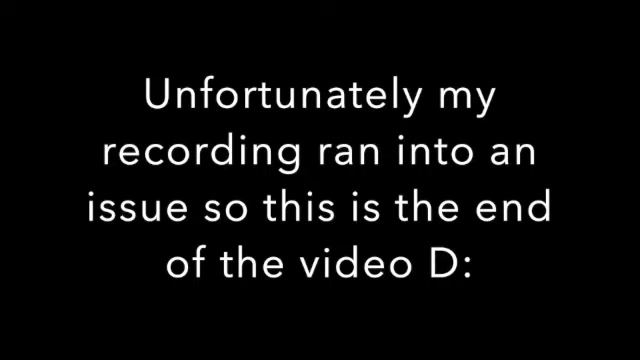 Unfortunately my
recording ran into an
issue so this is the end
of the video D: